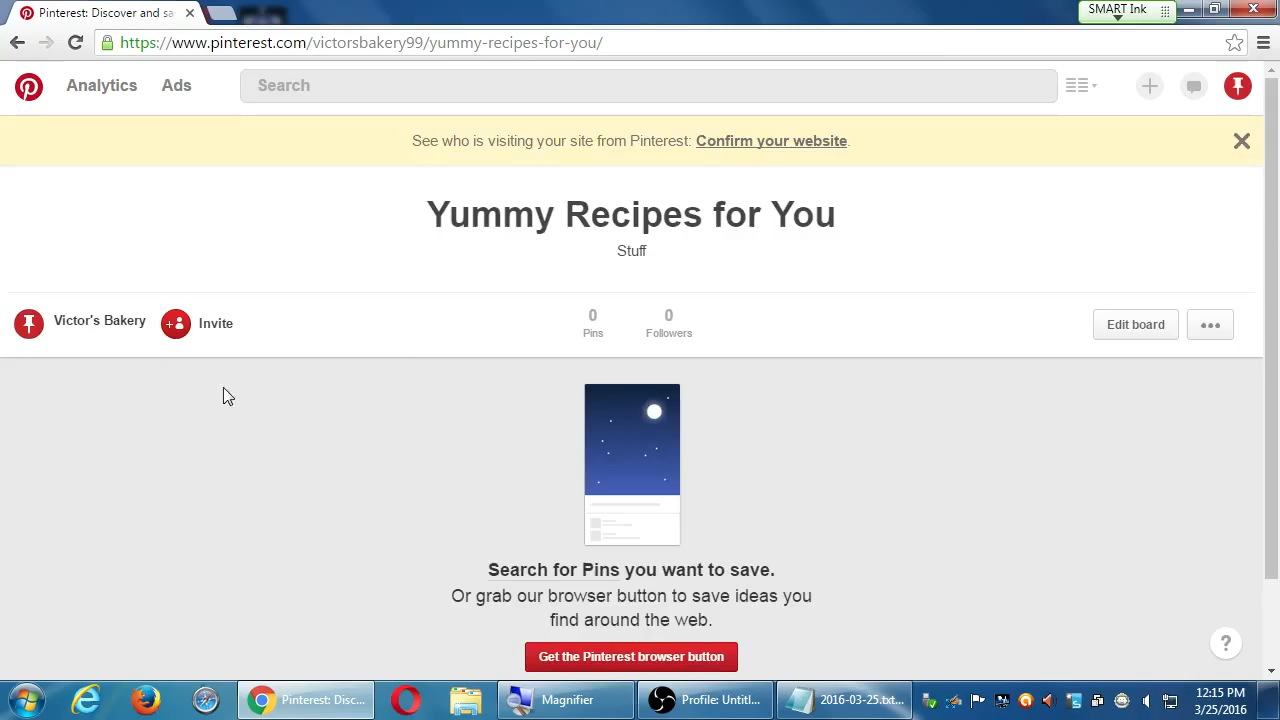 Pinterest: Discover and sa
SMART Ink
https://www.pinterest.com/victorsbakery99/yummy-recipes-for-you/
Analytics Ads Search
See who is visiting your site from Pinterest: Confirm your website.
Yummy Recipes for You
Stuff
Victor's Bakery Invite
0 Pins
0 Followers
Edit board
Search for Pins you want to save.
Or grab our browser button to save ideas you
find around the web.
Get the Pinterest browser button
?
Pinterest: Disc...
Magnifier
Profile: Untitl...
2016-03-25.txt...
12:15 PM
3/25/2016